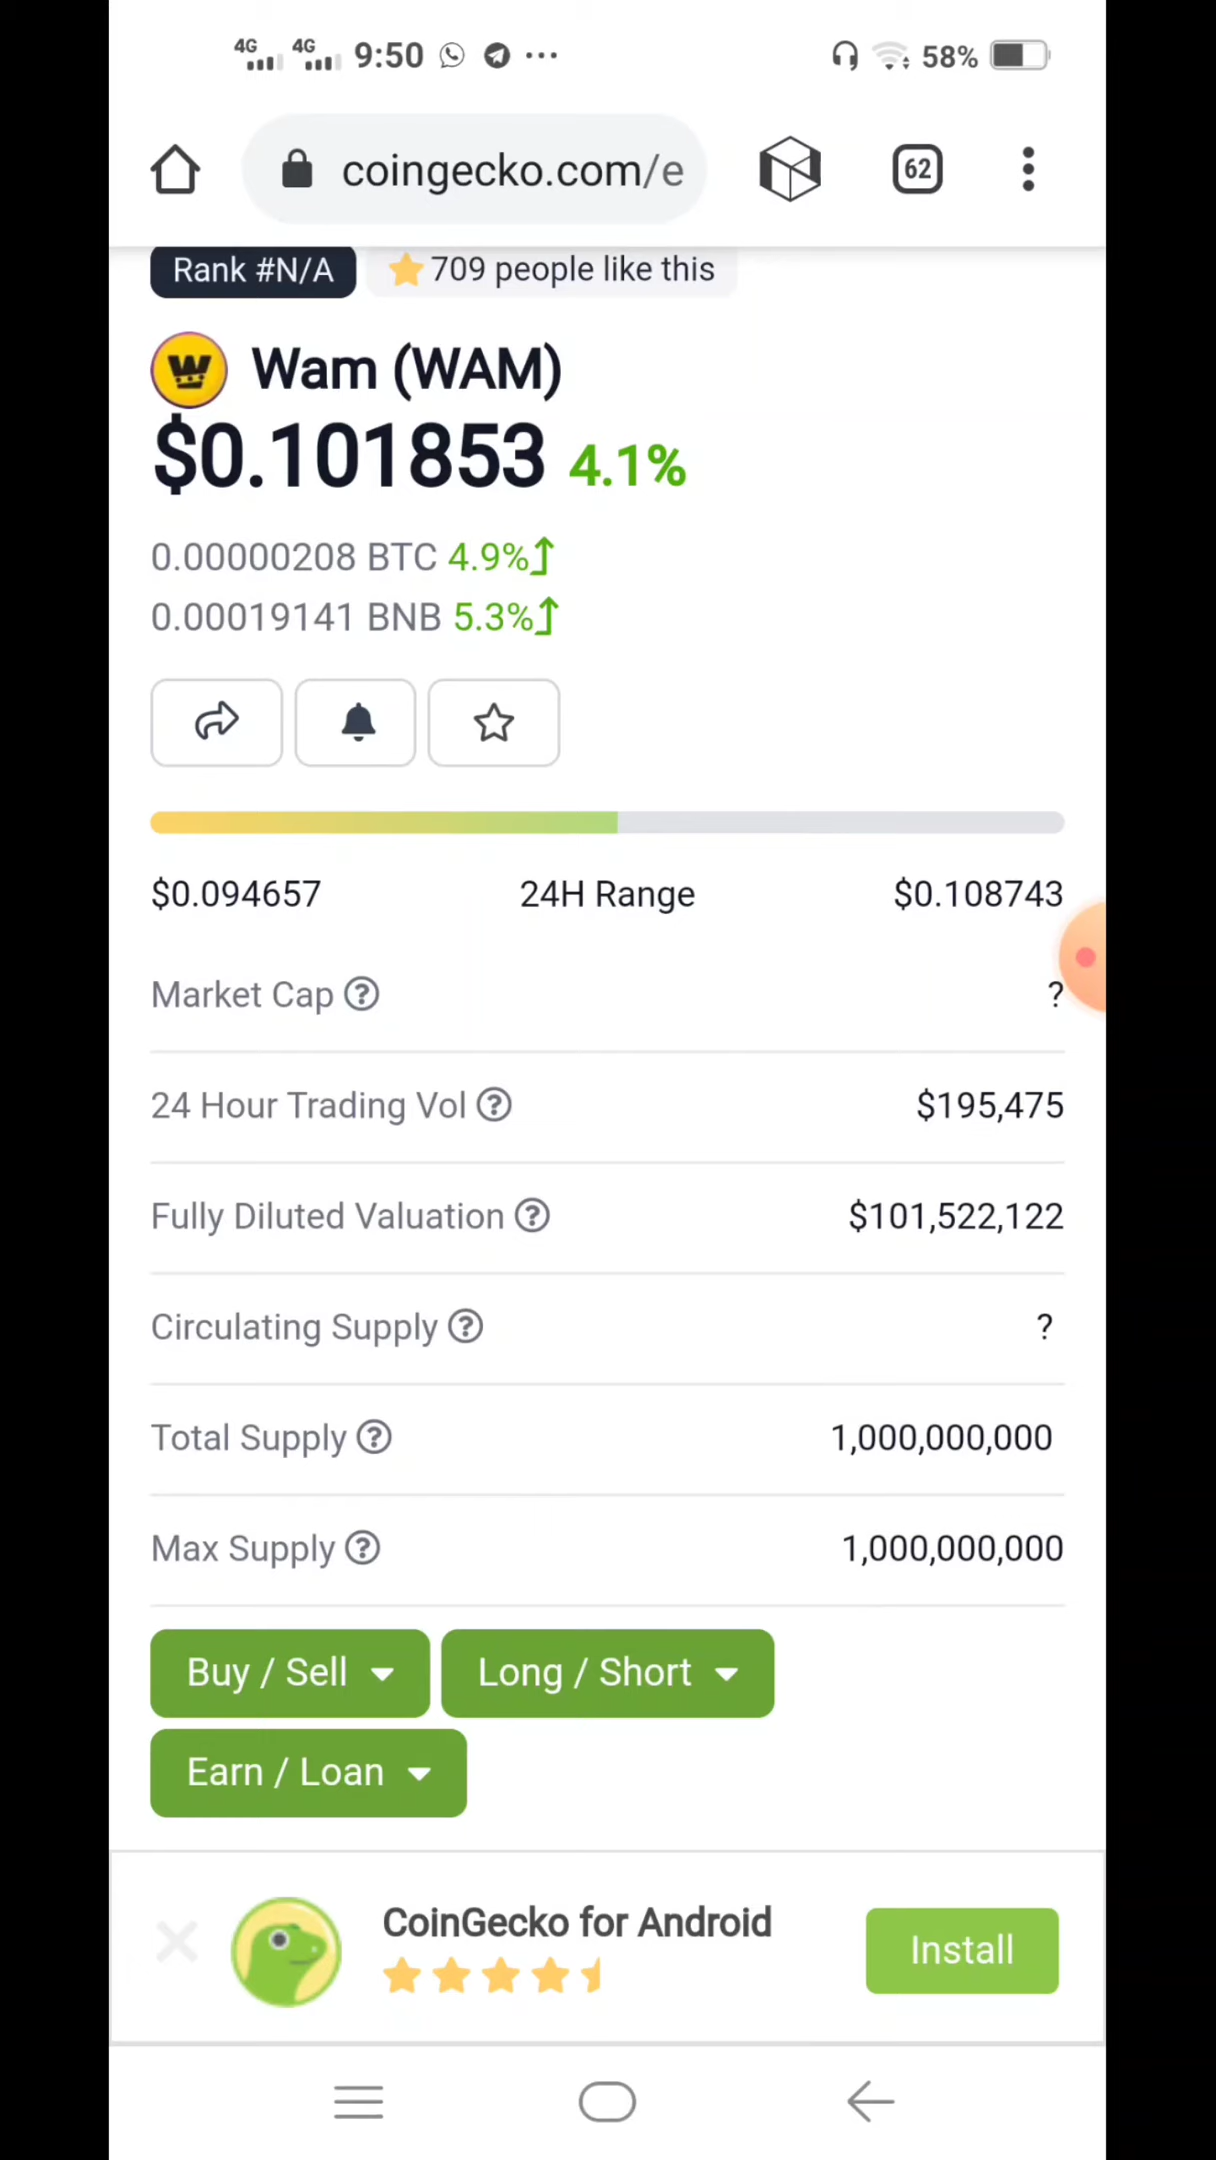 4G 4G 9:50 58%
coingecko.com/e 62
Rank #N/A 709 people like this
W Wam (WAM)
$0.101853 4.1%
0.00000208 BTC 4.9%
0.00019141 BNB 5.3%
$0.094657 24H Range $0.108743
Market Cap ? ?
24 Hour Trading Vol ? $195,475
Fully Diluted Valuation ? $101,522,122
Circulating Supply ? ?
Total Supply ? 1,000,000,000
Max Supply ? 1,000,000,000
Buy / Sell Long / Short
Earn / Loan
CoinGecko for Android
Install